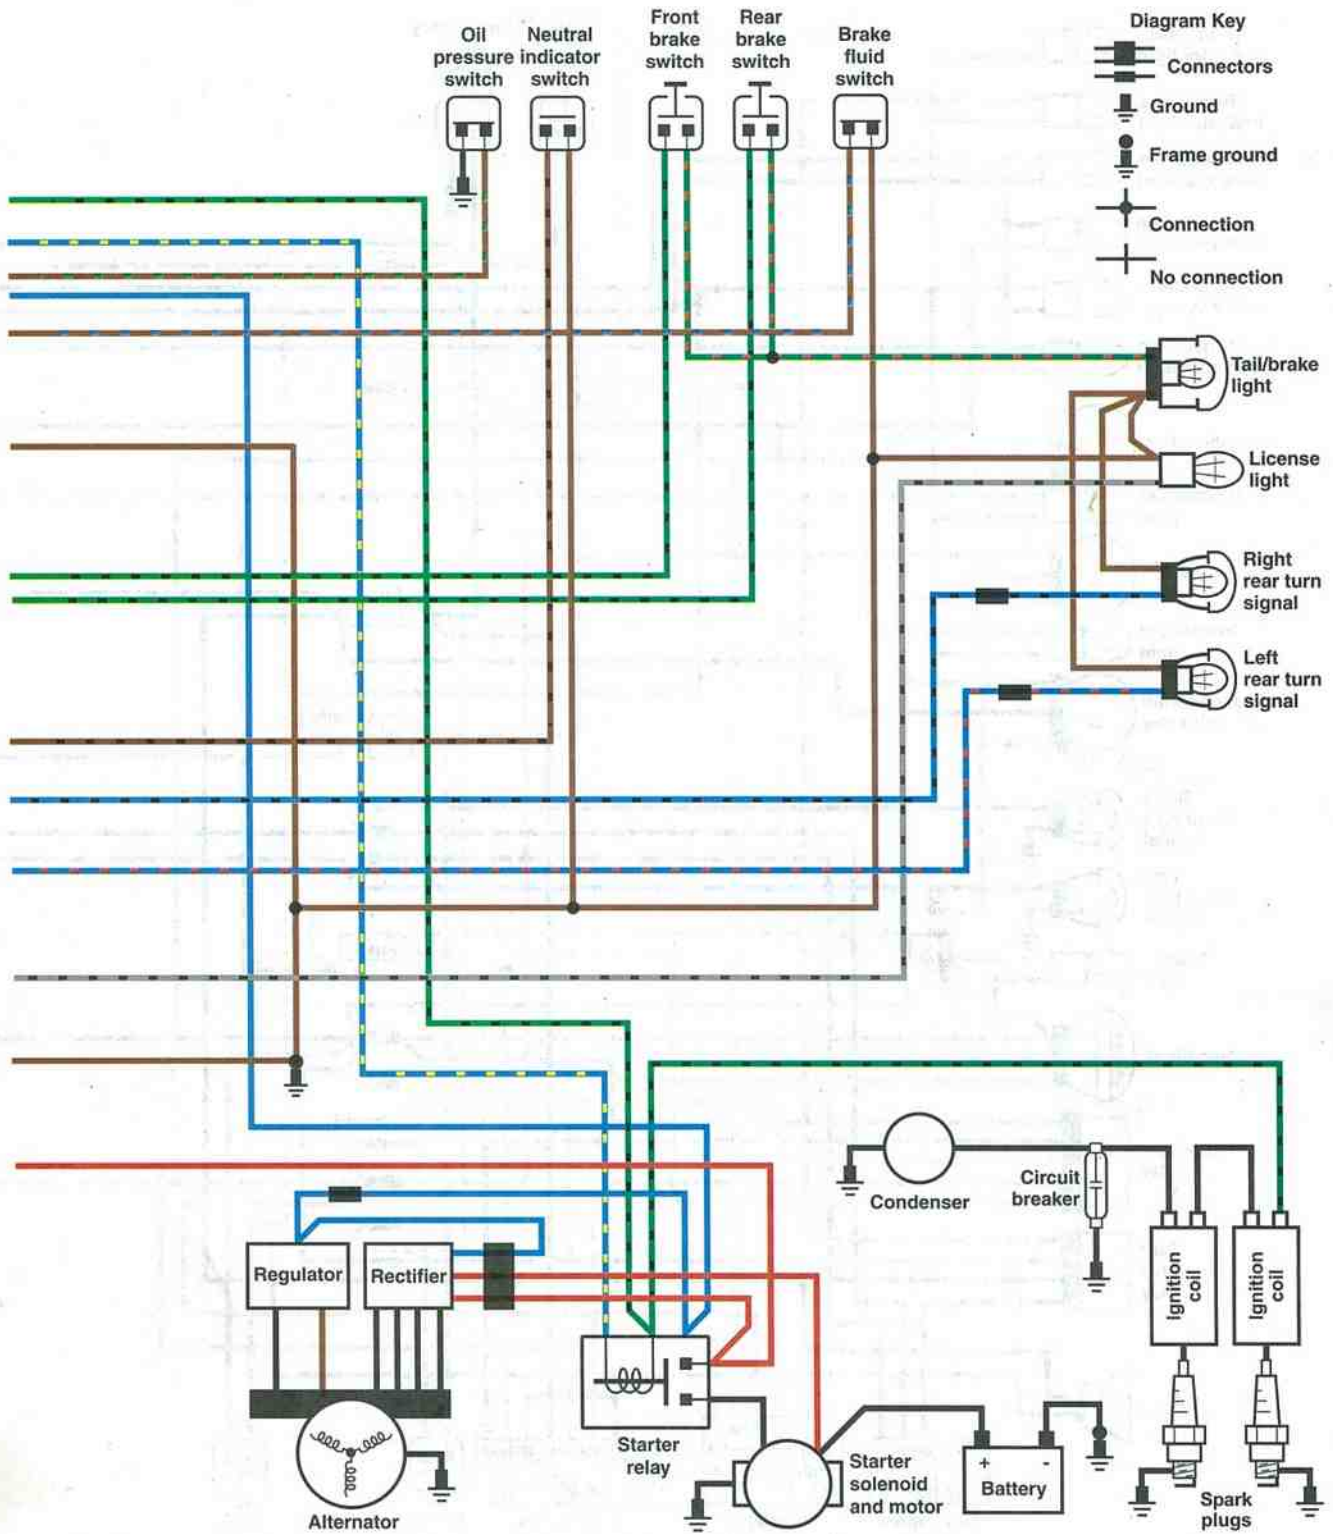 Oil
pressure
switch
Neutral
indicator
switch
Front
brake
switch
Rear
brake
switch
Brake
fluid
switch
Diagram Key
Connectors
Ground
Frame ground
Connection
No connection
Tail/brake
light
License
light
Right
rear turn
signal
Left
rear turn
signal
Condenser
Circuit
breaker
Ignition
coil
Ignition
coil
Regulator
Rectifier
Starter
relay
Alternator
Starter
solenoid
and motor
+ -
Battery
Spark
plugs